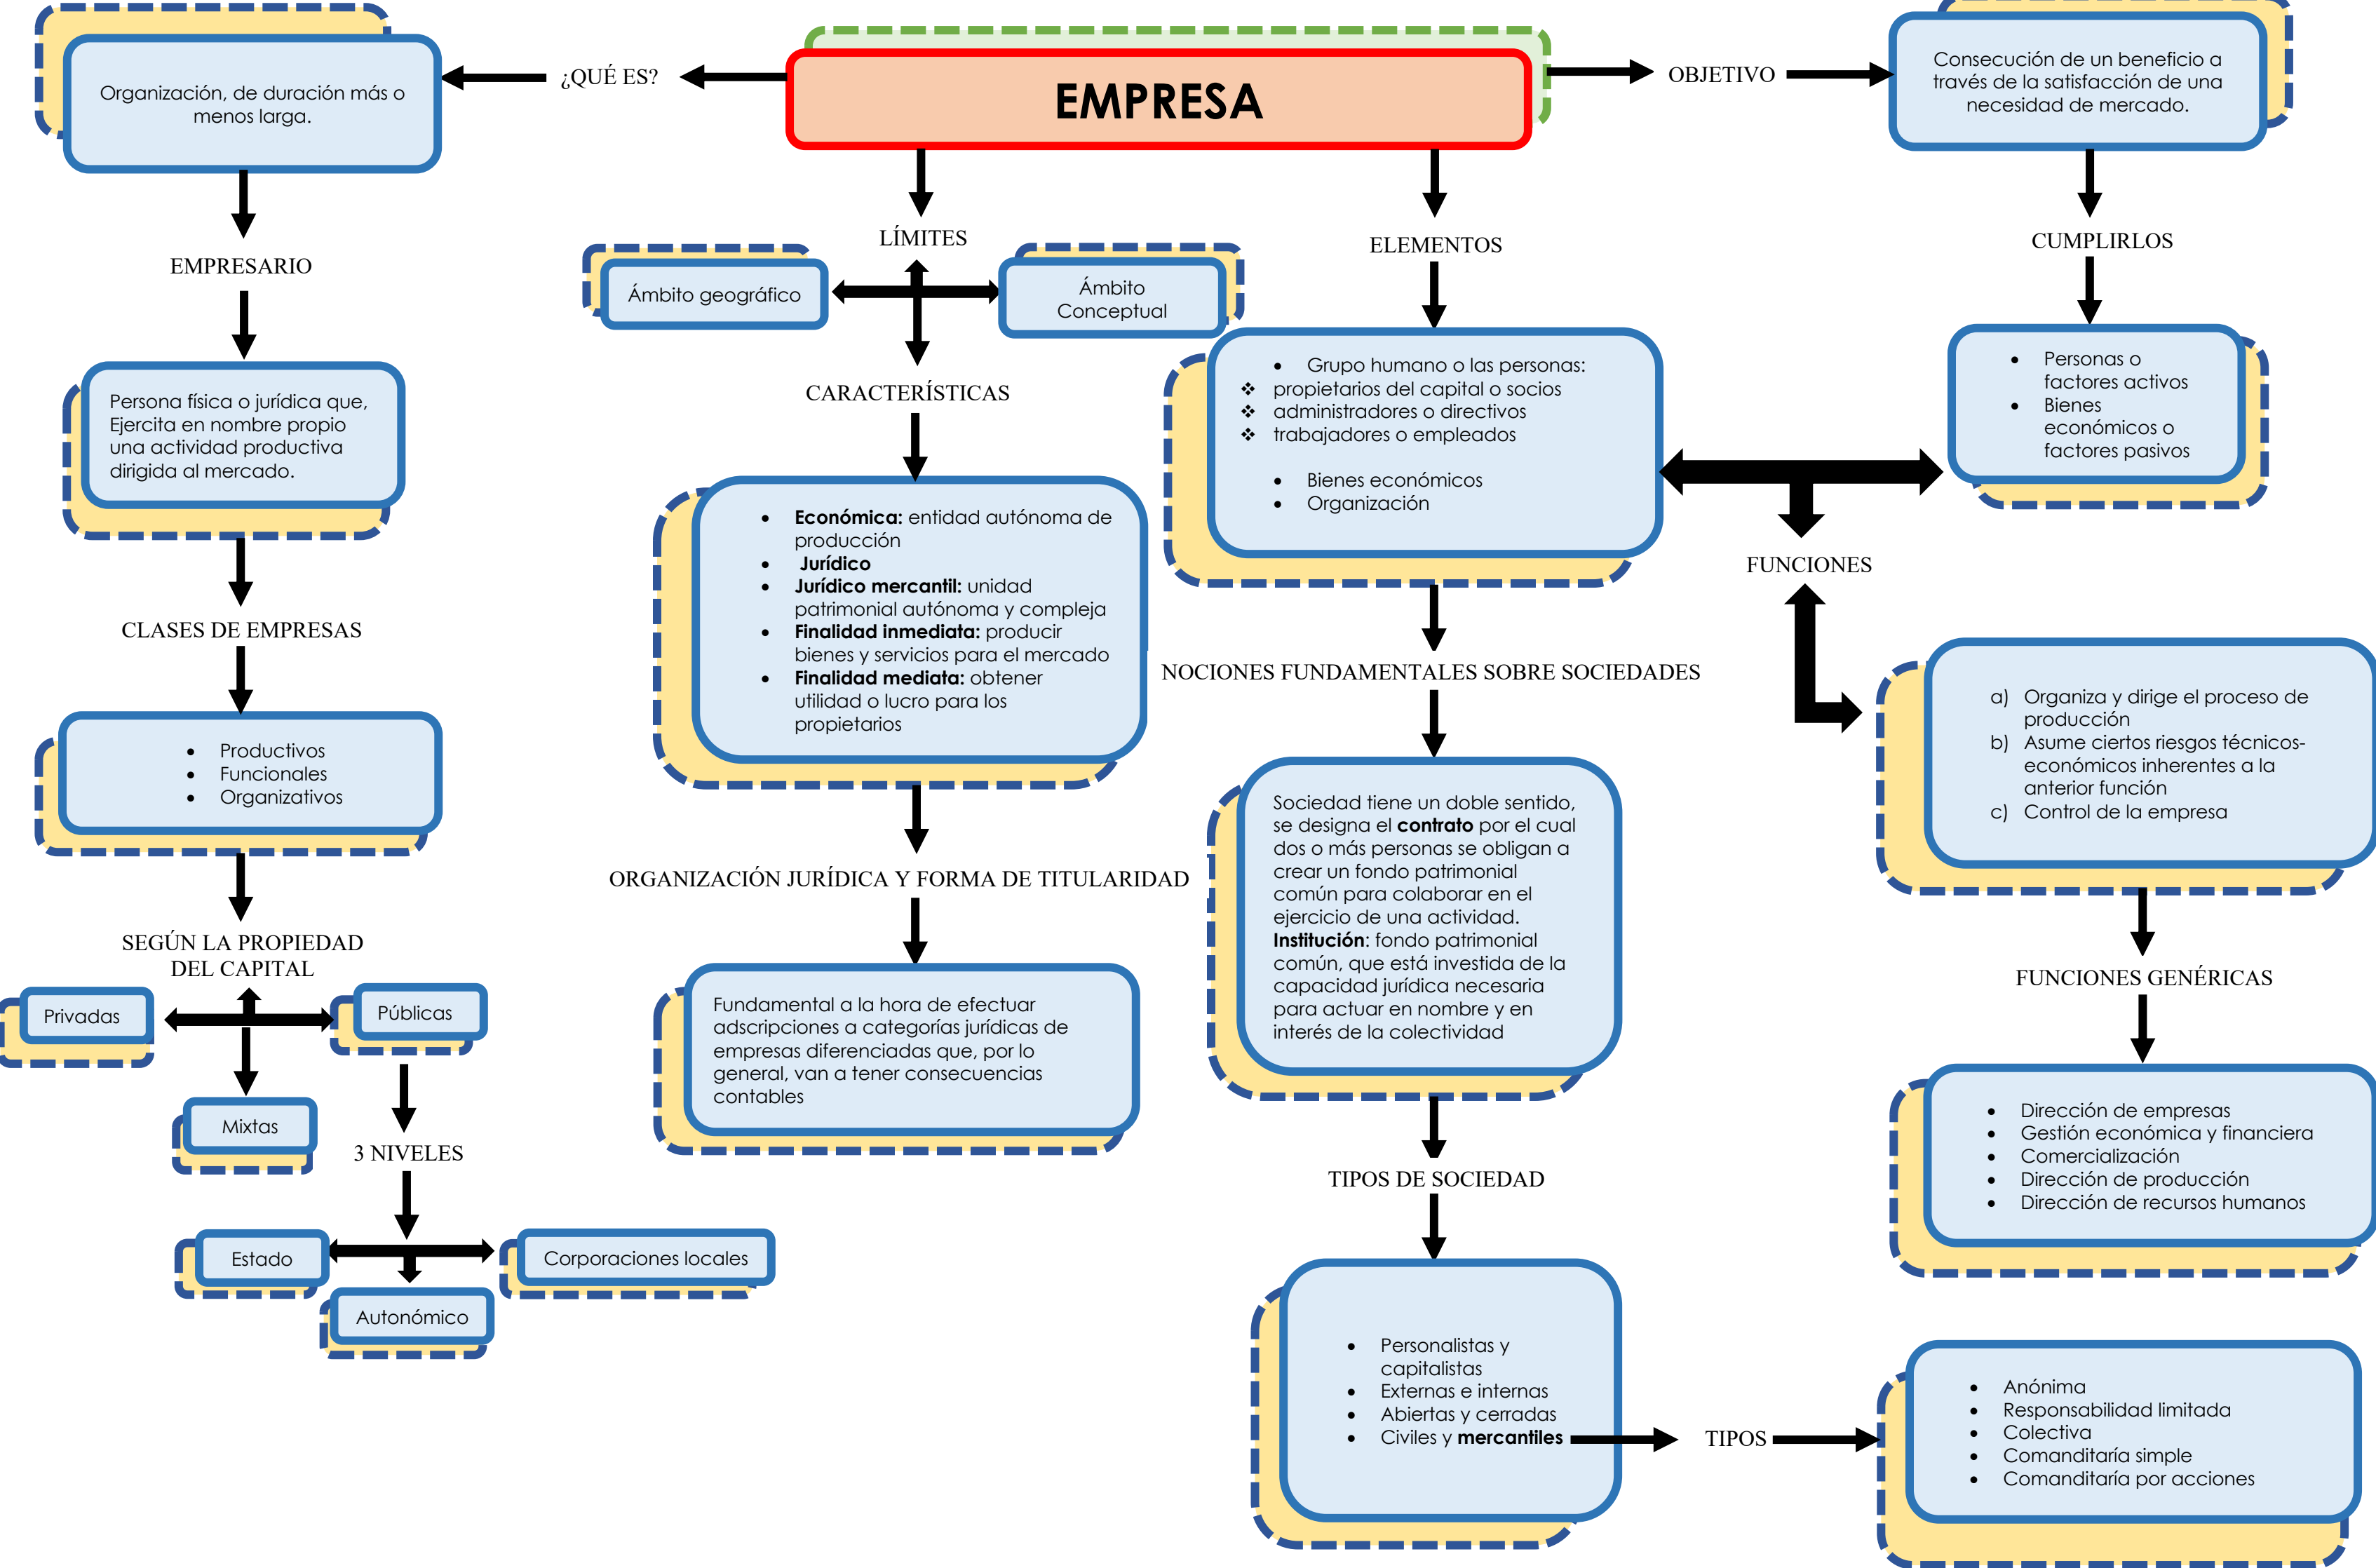 EMPRESA
¿QUÉ ES?
Organización, de duración más o
menos larga.
EMPRESARIO
Persona física o jurídica que,
Ejercita en nombre propio
una actividad productiva
dirigida al mercado.
CLASES DE EMPRESAS
• Productivos
• Funcionales
• Organizativos
SEGÚN LA PROPIEDAD
DEL CAPITAL
Privadas
Públicas
Mixtas
3 NIVELES
Estado
Corporaciones locales
Autonómico
LÍMITES
Ámbito geográfico
Ámbito
Conceptual
CARACTERÍSTICAS
• Económica: entidad autónoma de
producción
• Jurídico
• Jurídico mercantil: unidad
patrimonial autónoma y compleja
• Finalidad inmediata: producir
bienes y servicios para el mercado
• Finalidad mediata: obtener
utilidad o lucro para los
propietarios
ORGANIZACIÓN JURÍDICA Y FORMA DE TITULARIDAD
Fundamental a la hora de efectuar
adscripciones a categorías jurídicas de
empresas diferenciadas que, por lo
general, van a tener consecuencias
contables
ELEMENTOS
• Grupo humano o las personas:
❖ propietarios del capital o socios
❖ administradores o directivos
❖ trabajadores o empleados
• Bienes económicos
• Organización
NOCIONES FUNDAMENTALES SOBRE SOCIEDADES
Sociedad tiene un doble sentido,
se designa el contrato por el cual
dos o más personas se obligan a
crear un fondo patrimonial
común para colaborar en el
ejercicio de una actividad.
Institución: fondo patrimonial
común, que está investida de la
capacidad jurídica necesaria
para actuar en nombre y en
interés de la colectividad
TIPOS DE SOCIEDAD
• Personalistas y
capitalistas
• Externas e internas
• Abiertas y cerradas
• Civiles y mercantiles
TIPOS
• Anónima
• Responsabilidad limitada
• Colectiva
• Comanditaría simple
• Comanditaría por acciones
OBJETIVO
Consecución de un beneficio a
través de la satisfacción de una
necesidad de mercado.
CUMPLIRLOS
• Personas o
factores activos
• Bienes
económicos o
factores pasivos
FUNCIONES
a) Organiza y dirige el proceso de
producción
b) Asume ciertos riesgos técnicos-
económicos inherentes a la
anterior función
c) Control de la empresa
FUNCIONES GENÉRICAS
• Dirección de empresas
• Gestión económica y financiera
• Comercialización
• Dirección de producción
• Dirección de recursos humanos